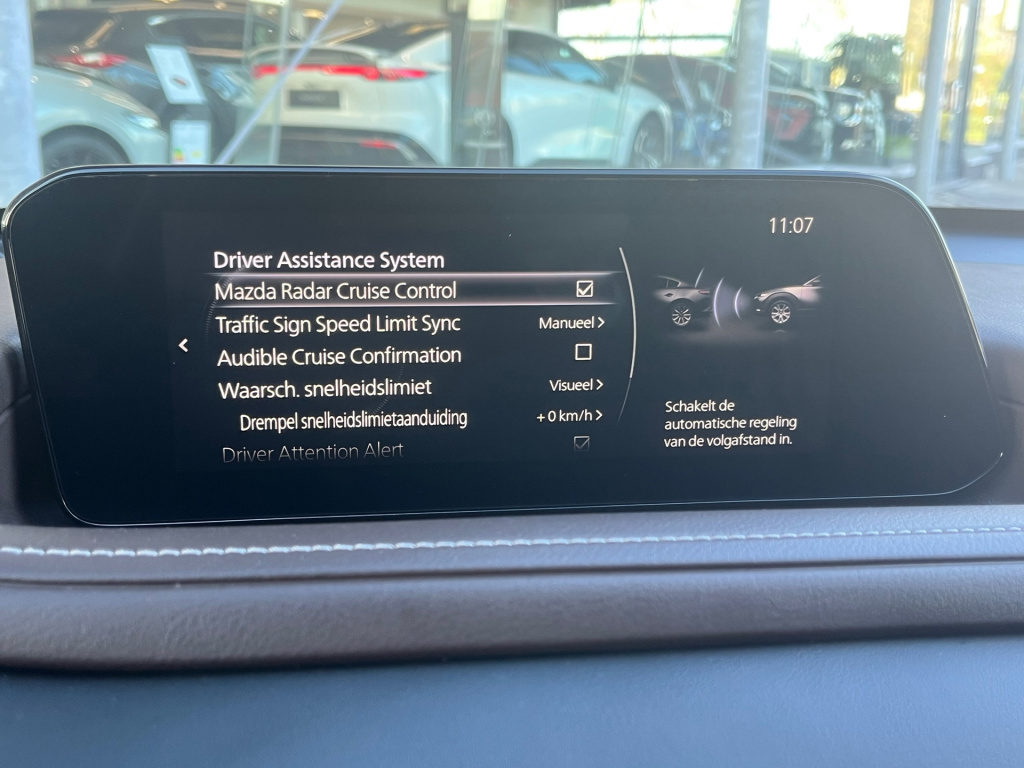 11:07
Driver Assistance System
Mazda Radar Cruise Control
Traffic Sign Speed Limit Sync Manueel >
Audible Cruise Confirmation
Waarsch. snelheidslimiet Visueel >
Drempel snelheidslimietaanduiding + 0 km/h >
Driver Attention Alert
Schakelt de
automatische regeling
van de volgafstand in.